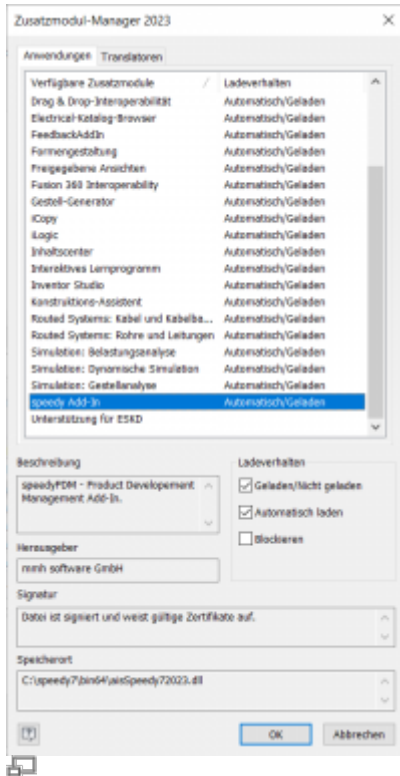 Zusatzmodul-Manager 2023
Anwendungen Translatoren
Verfügbare Zusatzmodule / Ladeverhalten
Drag & Drop-Interoperabilität Automatisch/Geladen
Electrical-Katalog-Browser Automatisch/Geladen
FeedbackAddIn Automatisch/Geladen
Formengestaltung Automatisch/Geladen
Freigegebene Ansichten Automatisch/Geladen
Fusion 360 Interoperability Automatisch/Geladen
Gestell-Generator Automatisch/Geladen
iCopy Automatisch/Geladen
iLogic Automatisch/Geladen
Inhaltscenter Automatisch/Geladen
Interaktives Lernprogramm Automatisch/Geladen
Inventor Studio Automatisch/Geladen
Konstruktions-Assistent Automatisch/Geladen
Routed Systems: Kabel und Kabelba... Automatisch/Geladen
Routed Systems: Rohre und Leitungen Automatisch/Geladen
Simulation: Belastungsanalyse Automatisch/Geladen
Simulation: Dynamische Simulation Automatisch/Geladen
Simulation: Gestellanalyse Automatisch/Geladen
speedy Add-In Automatisch/Geladen
Unterstützung für ESKD
Beschreibung
speedyPDM - Product Developement
Management Add-In.
Ladeverhalten
Geladen/Nicht geladen
Automatisch laden
Blockieren
Herausgeber
mmh software GmbH
Signatur
Datei ist signiert und weist gültige Zertifikate auf.
Speicherort
C:\speedy7\bin64\aisSpeedy72023.dll
OK Abbrechen